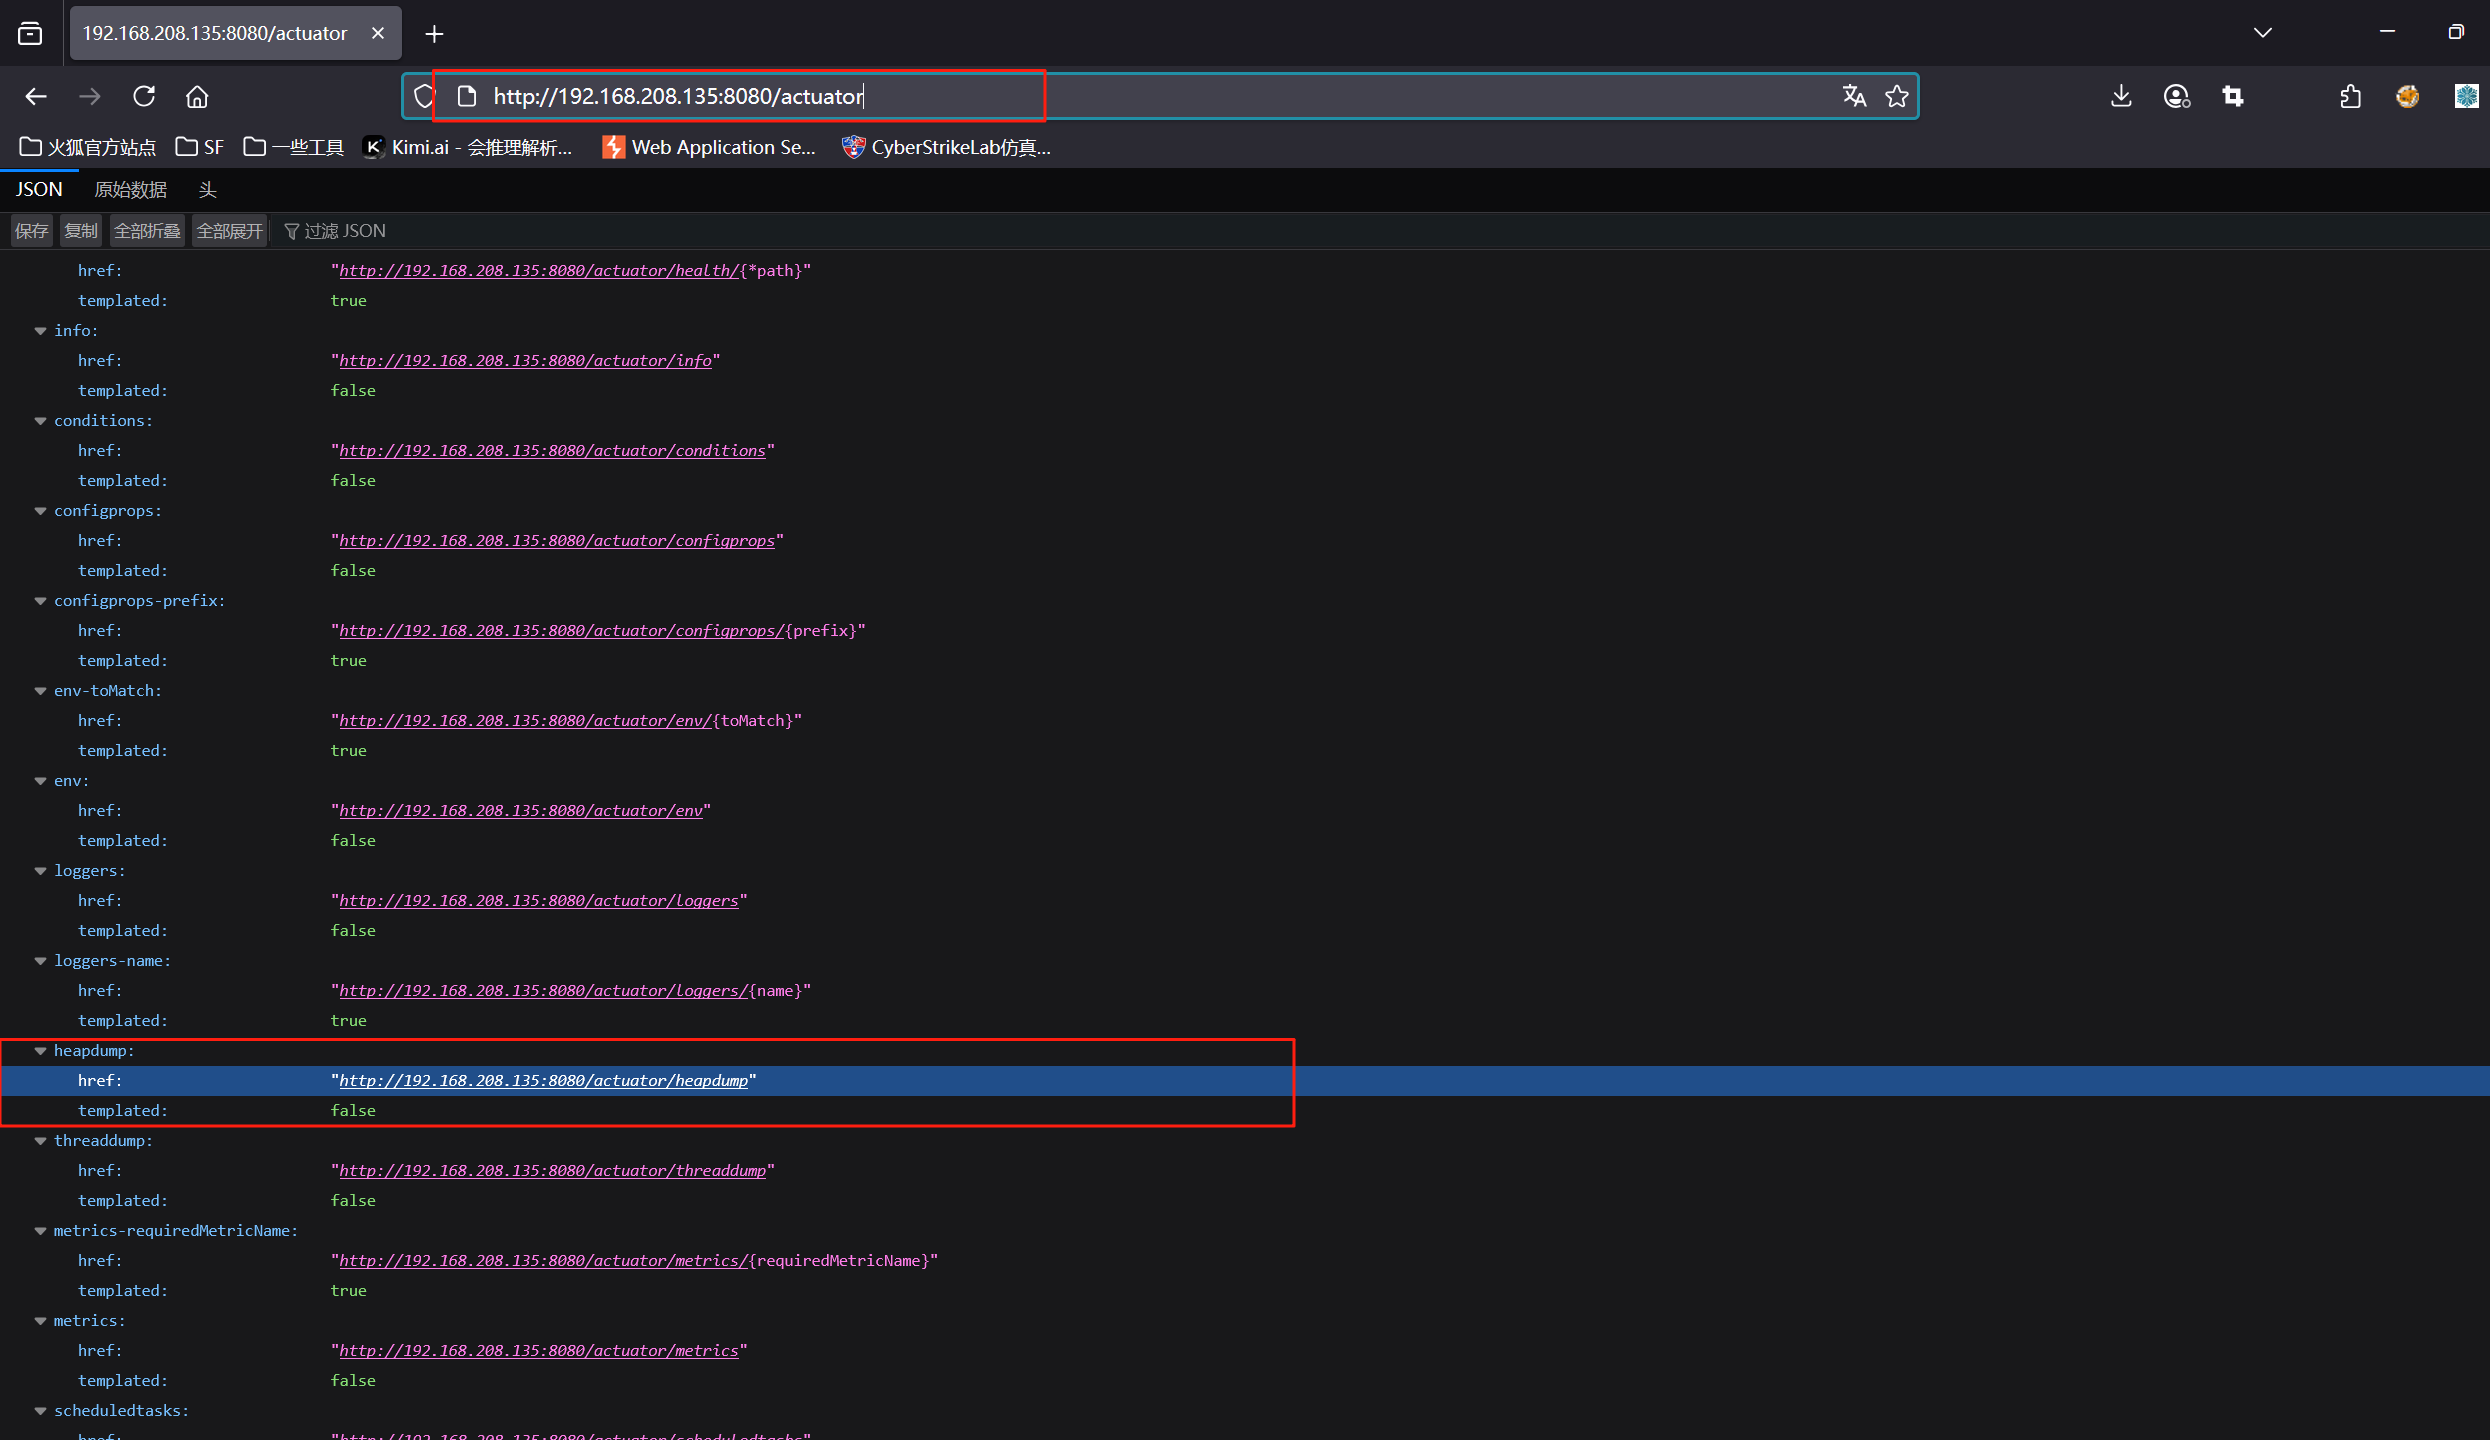 192.168.208.135:8080/actuator
http://192.168.208.135:8080/actuator
火狐官方站点 SF 一些工具 Kimi.ai - 会推理解析... Web Application Se... CyberStrikeLab仿真...
JSON 原始数据 头
保存 复制 全部折叠 全部展开 过滤 JSON
href: "http://192.168.208.135:8080/actuator/health/{*path}"
templated: true
info:
href: "http://192.168.208.135:8080/actuator/info"
templated: false
conditions:
href: "http://192.168.208.135:8080/actuator/conditions"
templated: false
configprops:
href: "http://192.168.208.135:8080/actuator/configprops"
templated: false
configprops-prefix:
href: "http://192.168.208.135:8080/actuator/configprops/{prefix}"
templated: true
env-toMatch:
href: "http://192.168.208.135:8080/actuator/env/{toMatch}"
templated: true
env:
href: "http://192.168.208.135:8080/actuator/env"
templated: false
loggers:
href: "http://192.168.208.135:8080/actuator/loggers"
templated: false
loggers-name:
href: "http://192.168.208.135:8080/actuator/loggers/{name}"
templated: true
heapdump:
href: "http://192.168.208.135:8080/actuator/heapdump"
templated: false
threaddump:
href: "http://192.168.208.135:8080/actuator/threaddump"
templated: false
metrics-requiredMetricName:
href: "http://192.168.208.135:8080/actuator/metrics/{requiredMetricName}"
templated: true
metrics:
href: "http://192.168.208.135:8080/actuator/metrics"
templated: false
scheduledtasks:
href: "http://192.168.208.135:8080/actuator/scheduledtasks"